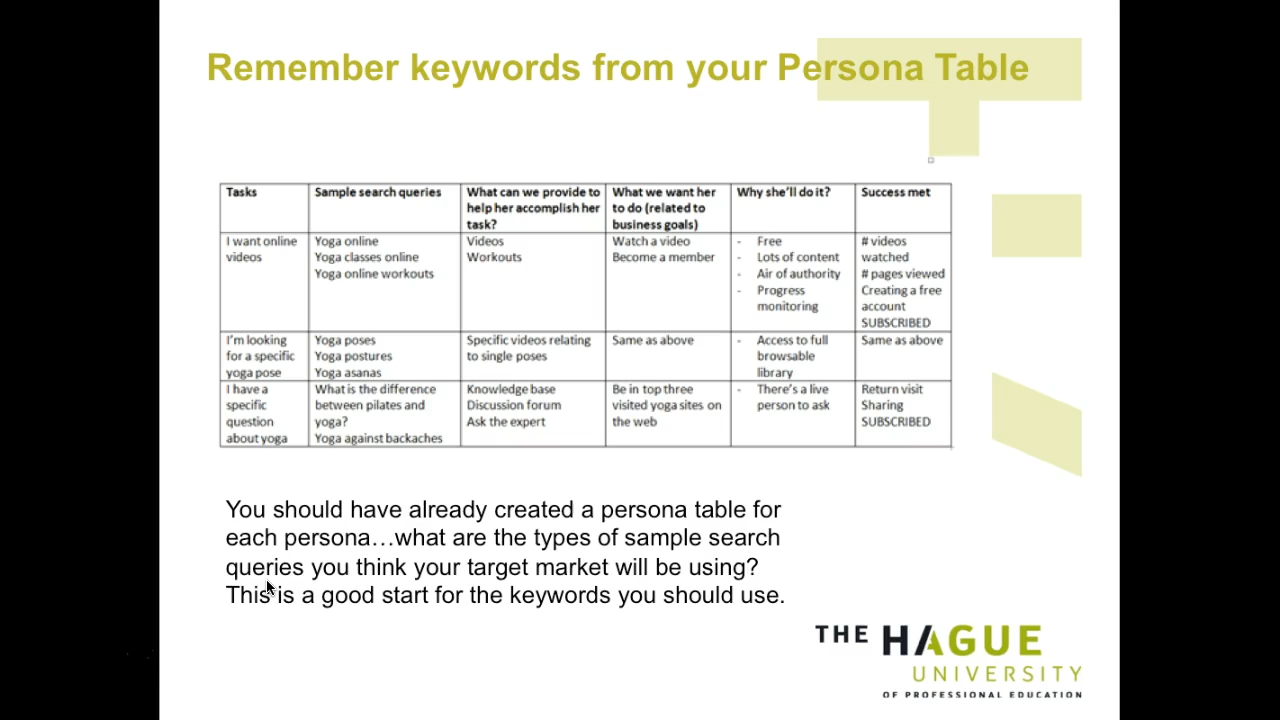 Remember keywords from your Persona Table
Tasks
Sample search queries
What can we provide to
help her accomplish her
task?
What we want her
to do (related to
business goals)
Why she'll do it?
Success met
I want online
videos
Yoga online
Yoga classes online
Yoga online workouts
Videos
Workouts
Watch a video
Become a member
- Free
- Lots of content
- Air of authority
- Progress
monitoring
# videos
watched
# pages viewed
Creating a free
account
SUBSCRIBED
I'm looking
for a specific
yoga pose
Yoga poses
Yoga postures
Yoga asanas
Specific videos relating
to single poses
Same as above
- Access to full
browsable
library
Same as above
I have a
specific
question
about yoga
What is the difference
between pilates and
yoga?
Yoga against backaches
Knowledge base
Discussion forum
Ask the expert
Be in top three
visited yoga sites on
the web
- There's a live
person to ask
Return visit
Sharing
SUBSCRIBED
You should have already created a persona table for
each persona…what are the types of sample search
queries you think your target market will be using?
This is a good start for the keywords you should use.
THE HAGUE
UNIVERSITY
OF PROFESSIONAL EDUCATION